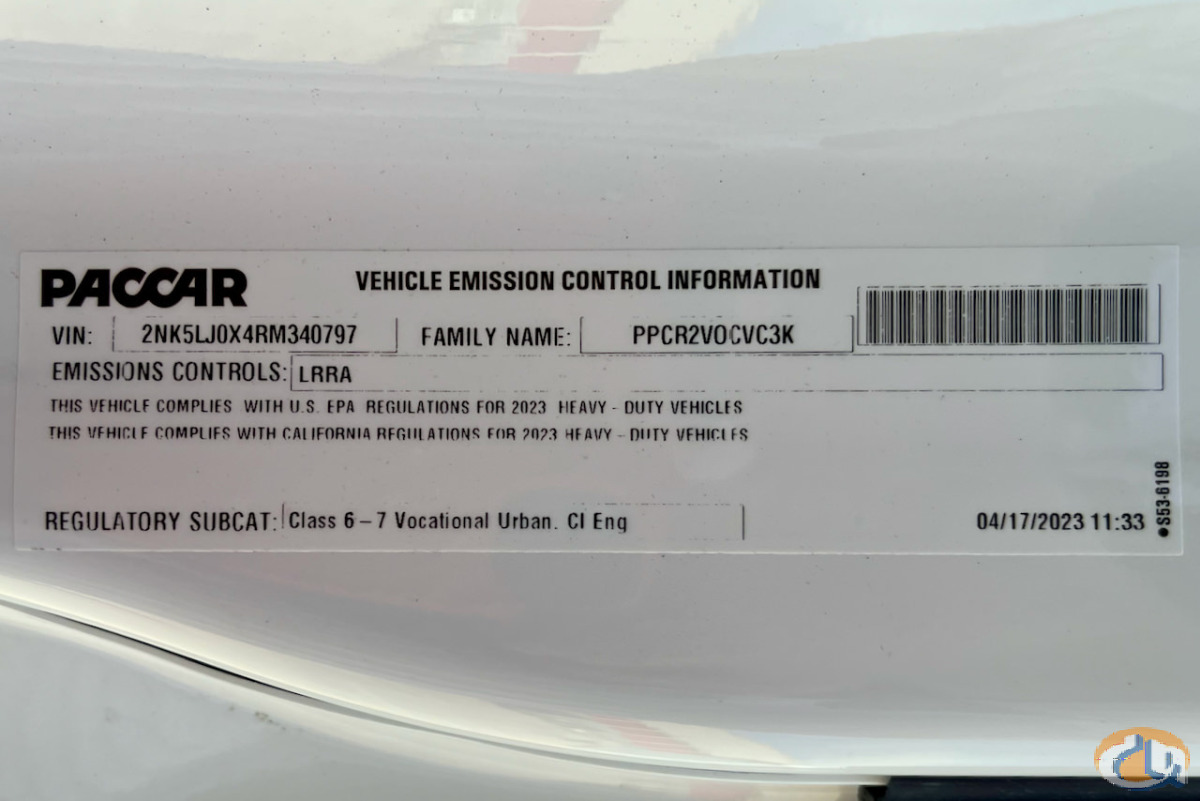 PACCAR
VEHICLE EMISSION CONTROL INFORMATION
VIN: 2NK5LJ0X4RM340797 FAMILY NAME: PPCR2VOCVC3K
EMISSIONS CONTROLS: LRRA
THIS VEHICLE COMPLIES WITH U.S. EPA REGULATIONS FOR 2023 HEAVY - DUTY VEHICLES
THIS VEHICLE COMPLIES WITH CALIFORNIA REGULATIONS FOR 2023 HEAVY - DUTY VEHICLES
REGULATORY SUBCAT: Class 6 - 7 Vocational Urban. CI Eng
04/17/2023 11:33
●S53-6198